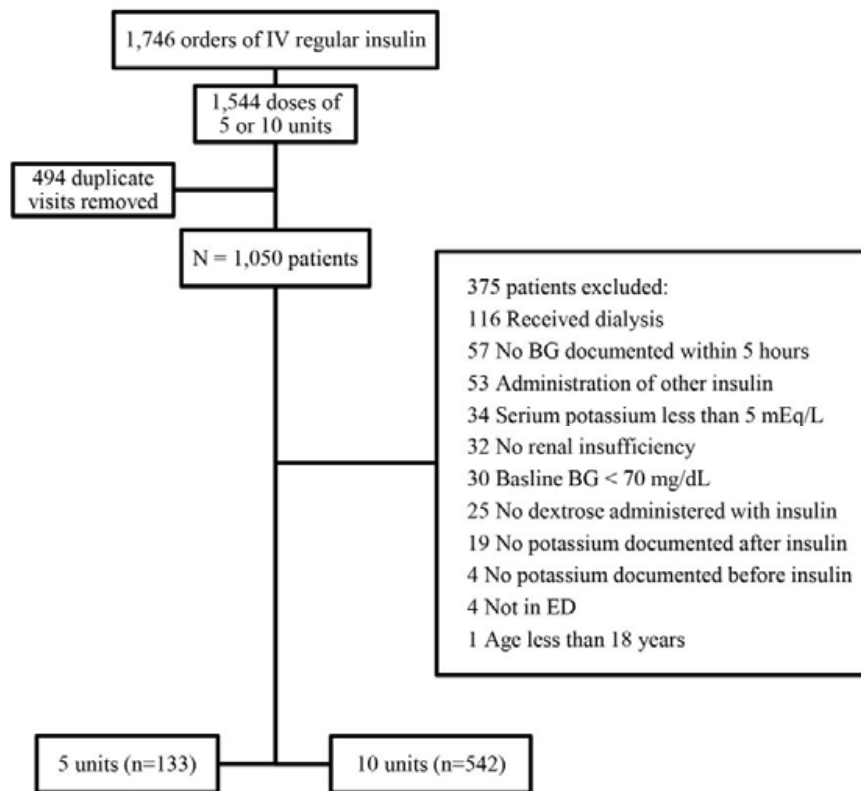 1,746 orders of IV regular insulin
1,544 doses of
5 or 10 units
494 duplicate
visits removed
N = 1,050 patients
375 patients excluded:
116 Received dialysis
57 No BG documented within 5 hours
53 Administration of other insulin
34 Serium potassium less than 5 mEq/L
32 No renal insufficiency
30 Basline BG < 70 mg/dL
25 No dextrose administered with insulin
19 No potassium documented after insulin
4 No potassium documented before insulin
4 Not in ED
1 Age less than 18 years
5 units (n=133)
10 units (n=542)